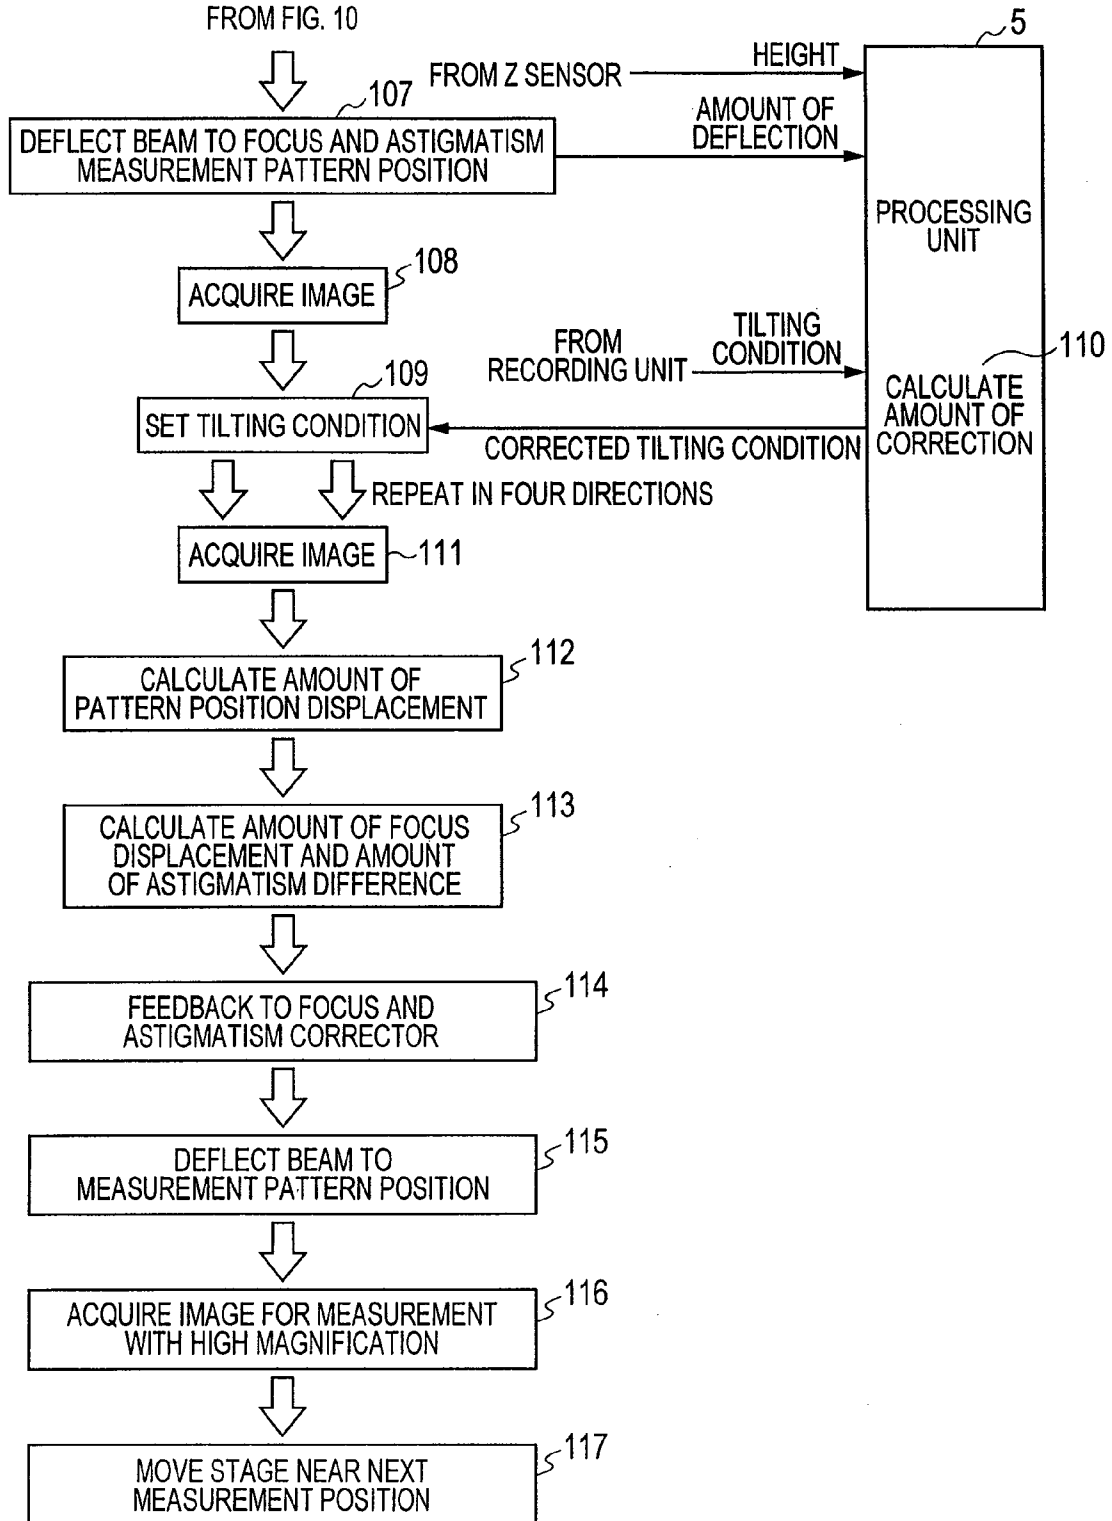 FROM FIG. 10
5
FROM Z SENSOR
HEIGHT
107
AMOUNT OF
DEFLECTION
DEFLECT BEAM TO FOCUS AND ASTIGMATISM
MEASUREMENT PATTERN POSITION
PROCESSING
UNIT
108
ACQUIRE IMAGE
FROM
RECORDING UNIT
TILTING
CONDITION
110
CALCULATE
AMOUNT OF
CORRECTION
109
SET TILTING CONDITION
CORRECTED TILTING CONDITION
REPEAT IN FOUR DIRECTIONS
ACQUIRE IMAGE
111
112
CALCULATE AMOUNT OF
PATTERN POSITION DISPLACEMENT
113
CALCULATE AMOUNT OF FOCUS
DISPLACEMENT AND AMOUNT
OF ASTIGMATISM DIFFERENCE
114
FEEDBACK TO FOCUS AND
ASTIGMATISM CORRECTOR
115
DEFLECT BEAM TO
MEASUREMENT PATTERN POSITION
116
ACQUIRE IMAGE FOR MEASUREMENT
WITH HIGH MAGNIFICATION
117
MOVE STAGE NEAR NEXT
MEASUREMENT POSITION